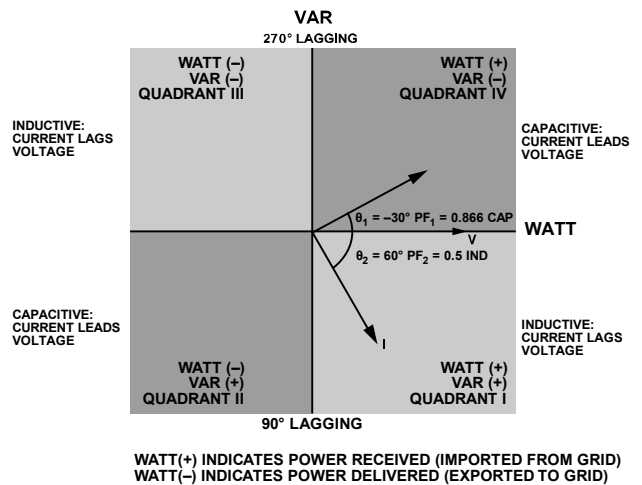 VAR
270° LAGGING
WATT (–)
VAR (–)
QUADRANT III
WATT (+)
VAR (–)
QUADRANT IV
INDUCTIVE:
CURRENT LAGS
VOLTAGE
CAPACITIVE:
CURRENT LEADS
VOLTAGE
θ1 = –30° PF1 = 0.866 CAP
WATT
V
θ2 = 60° PF2 = 0.5 IND
CAPACITIVE:
CURRENT LEADS
VOLTAGE
INDUCTIVE:
CURRENT LAGS
VOLTAGE
I
WATT (–)
VAR (+)
QUADRANT II
WATT (+)
VAR (+)
QUADRANT I
90° LAGGING
WATT(+) INDICATES POWER RECEIVED (IMPORTED FROM GRID)
WATT(–) INDICATES POWER DELIVERED (EXPORTED TO GRID)